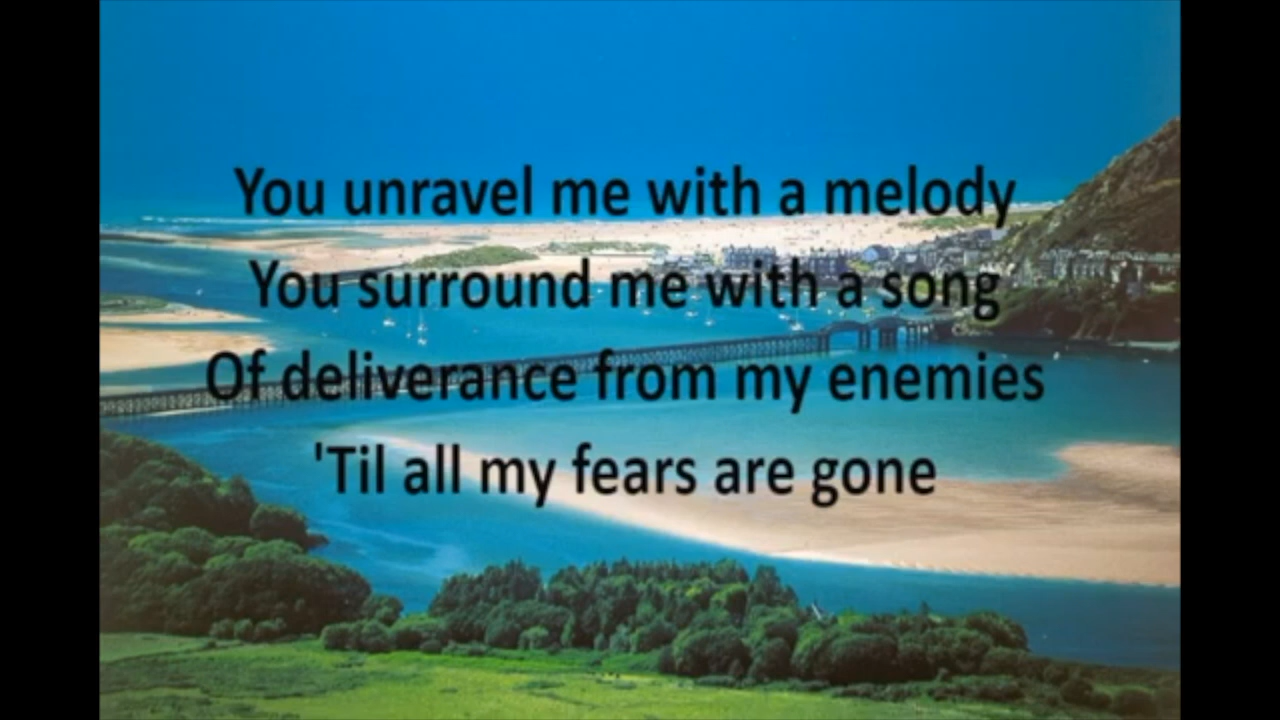 You unravel me with a melody
You surround me with a song
Of deliverance from my enemies
'Til all my fears are gone